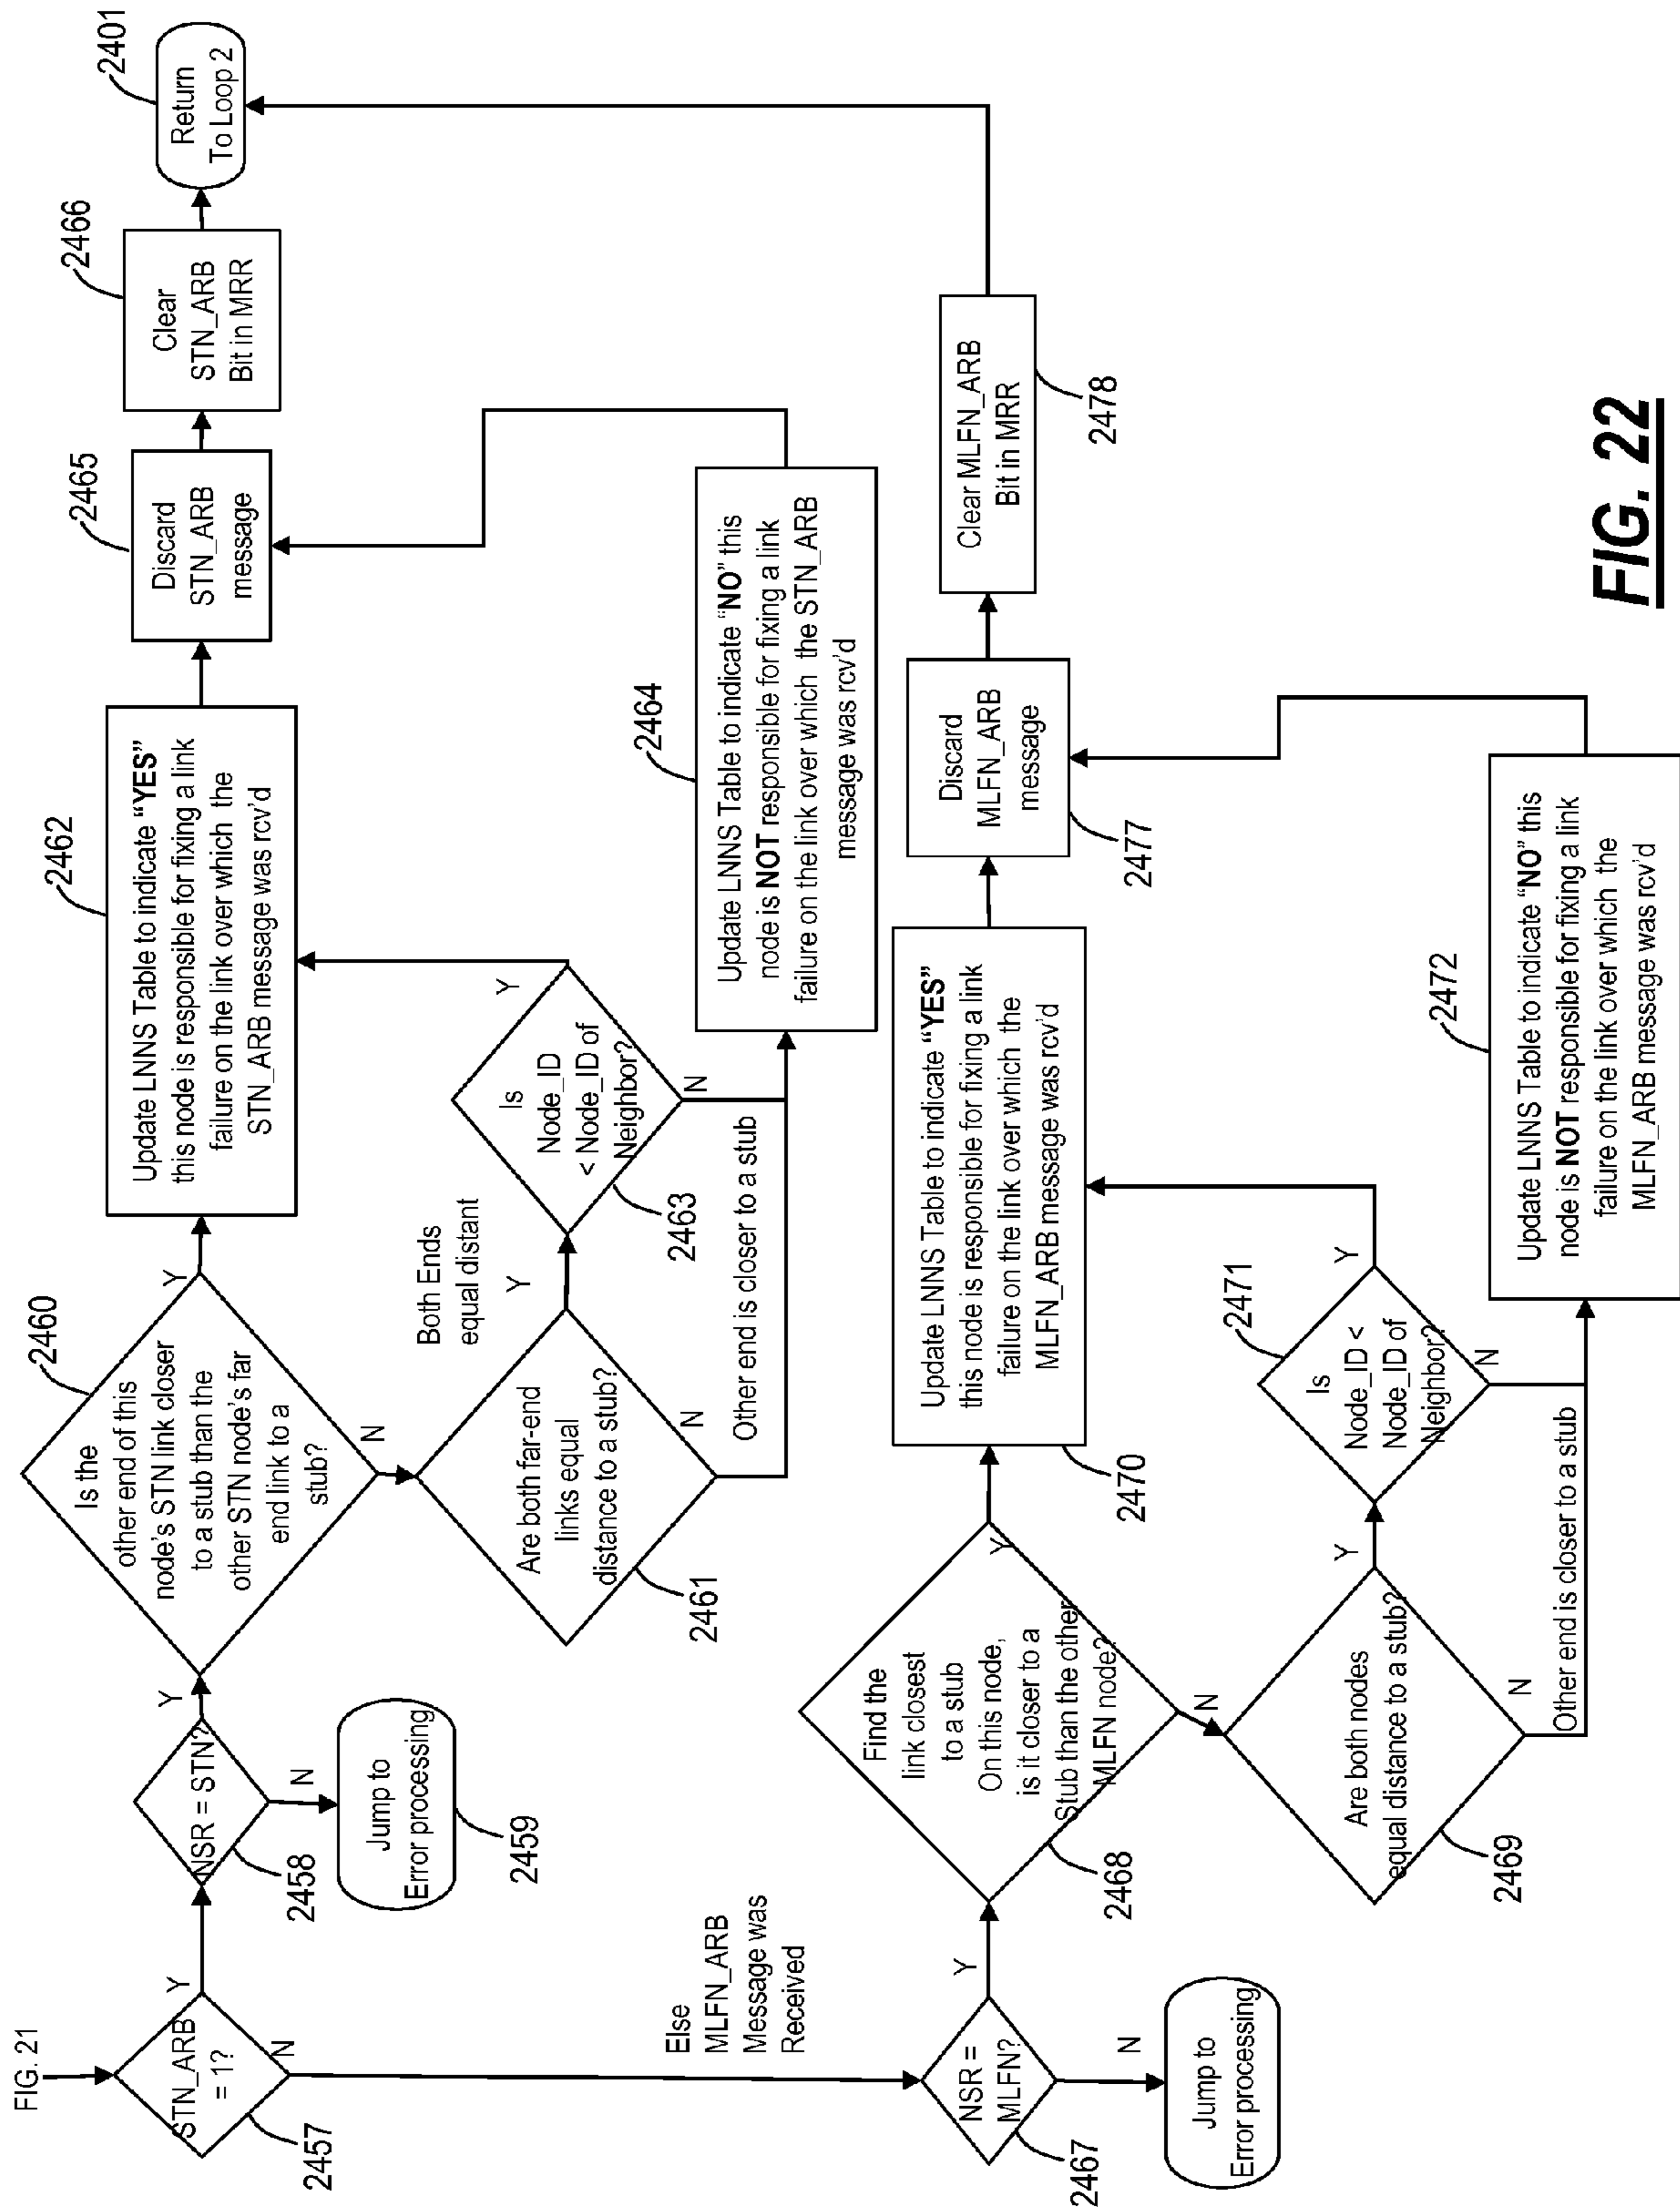 FIG. 21
STN_ARB
= 1?
Y
N
2457
NSR = STN?
Y
N
2458
Jump to
Error processing
2459
Is the
other end of this
node's STN link closer
to a stub than the
other STN node's far
end link to a
stub?
Y
N
2460
Are both far-end
links equal
distance to a stub?
Y
N
2461
Both Ends
equal distant
Other end is closer to a stub
Is
Node_ID
< Node_ID of
Neighbor?
Y
N
2463
Update LNNS Table to indicate “YES”
this node is responsible for fixing a link
failure on the link over which the
STN_ARB message was rcv'd
2462
Update LNNS Table to indicate “NO” this
node is NOT responsible for fixing a link
failure on the link over which the STN_ARB
message was rcv'd
2464
Discard
STN_ARB
message
2465
Clear
STN_ARB
Bit in MRR
2466
Return
To Loop 2
2401
Else
MLFN_ARB
Message was
Received
NSR =
MLFN?
Y
N
2467
Jump to
Error processing
Find the
link closest
to a stub
On this node,
is it closer to a
Stub than the other
MLFN node?
Y
N
2468
Are both nodes
equal distance to a stub?
Y
N
2469
Other end is closer to a stub
Is
Node_ID <
Node_ID of
Neighbor?
Y
N
2471
Update LNNS Table to indicate “YES”
this node is responsible for fixing a link
failure on the link over which the
MLFN_ARB message was rcv'd
2470
Update LNNS Table to indicate “NO” this
node is NOT responsible for fixing a link
failure on the link over which the
MLFN_ARB message was rcv'd
2472
Discard
MLFN_ARB
message
2477
Clear MLFN_ARB
Bit in MRR
2478
FIG. 22